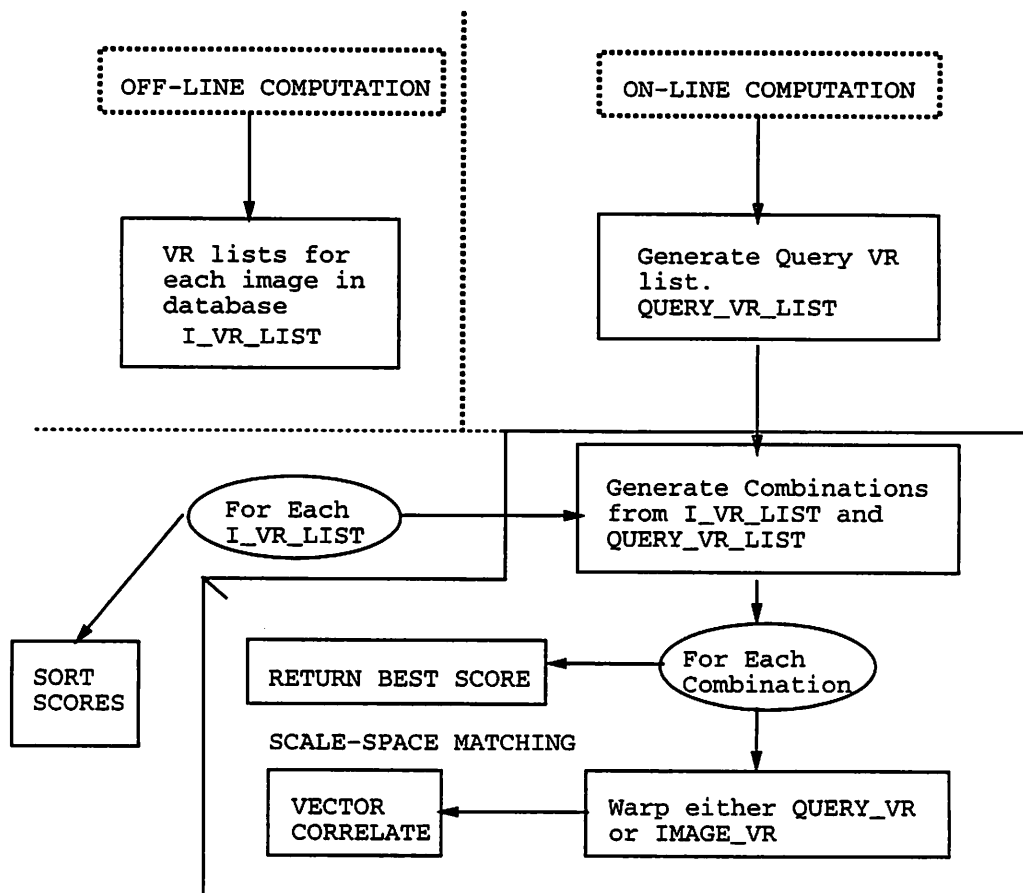 OFF-LINE COMPUTATION
ON-LINE COMPUTATION
VR lists for
each image in
database
I_VR_LIST
Generate Query VR
list.
QUERY_VR_LIST
For Each
I_VR_LIST
Generate Combinations
from I_VR_LIST and
QUERY_VR_LIST
SORT
SCORES
RETURN BEST SCORE
For Each
Combination
SCALE-SPACE MATCHING
VECTOR
CORRELATE
Warp either QUERY_VR
or IMAGE_VR